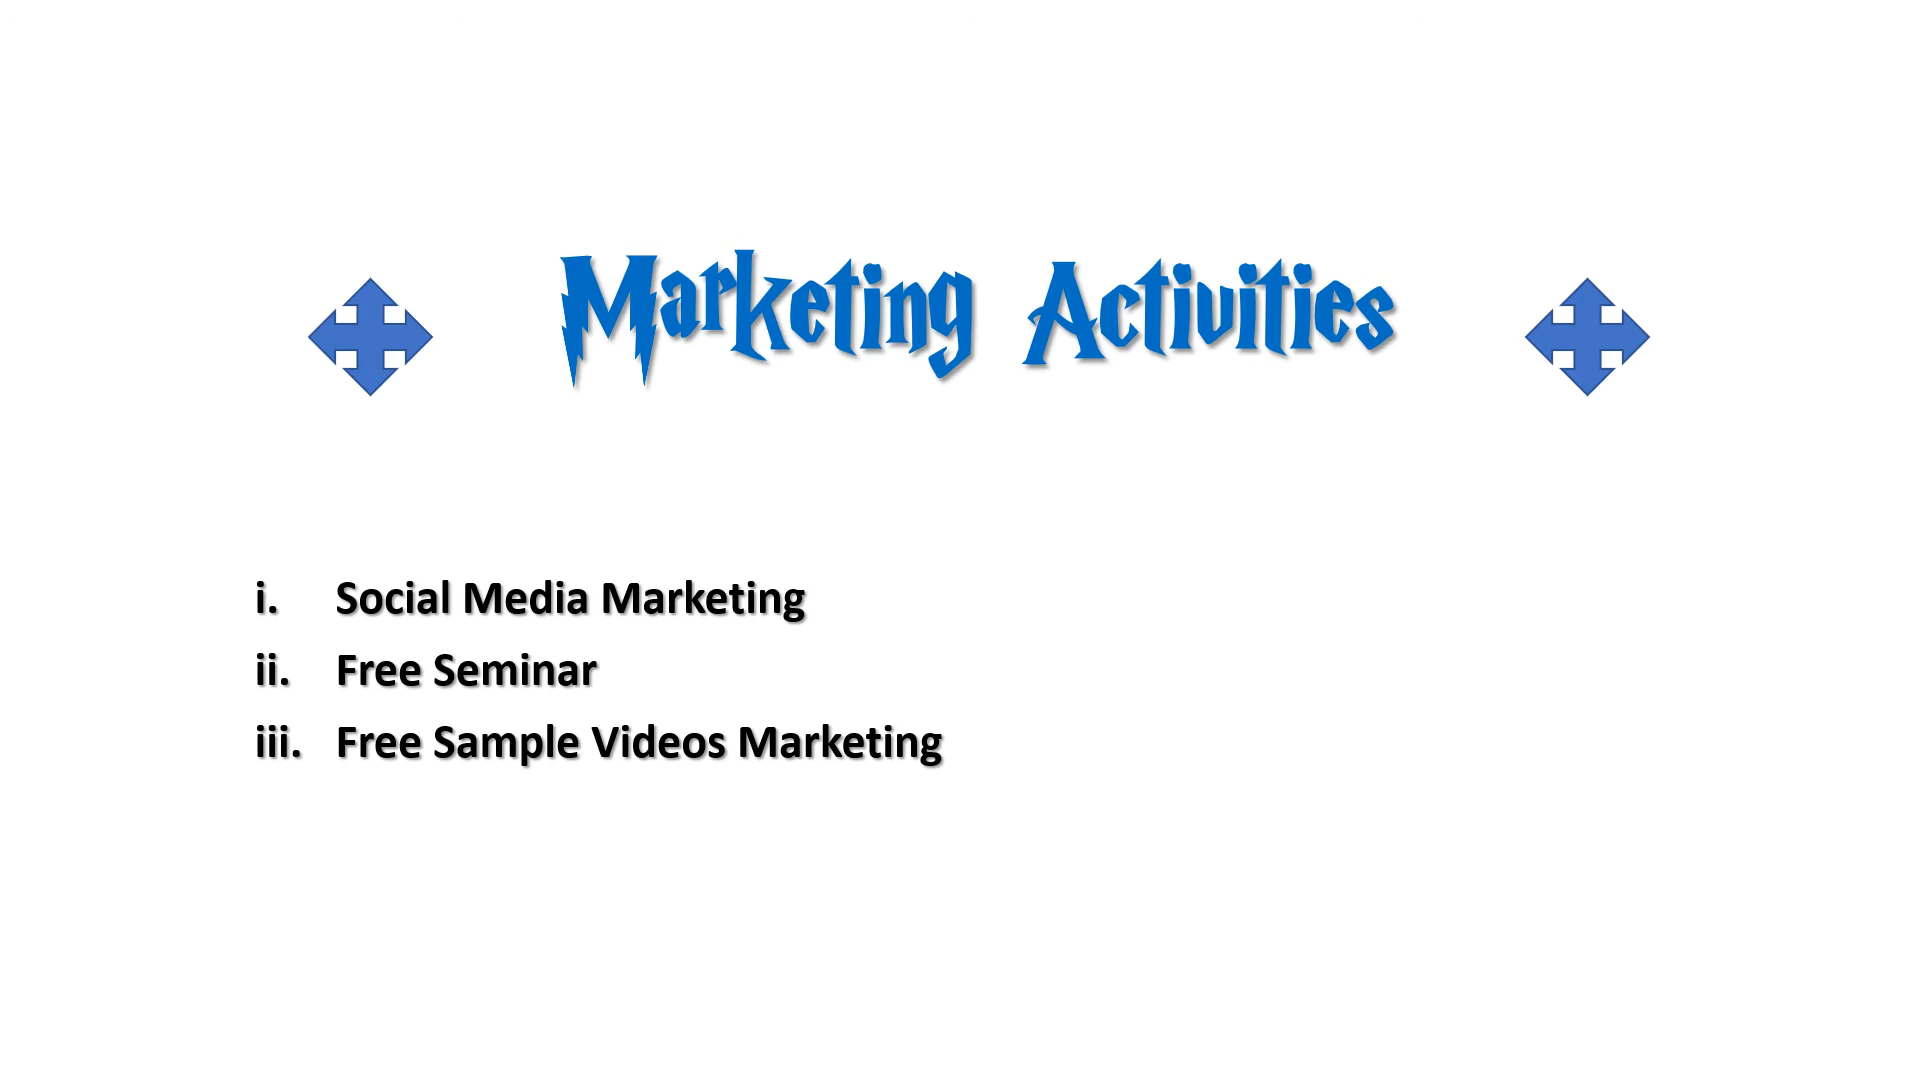 Marketing Activities
i. Social Media Marketing
ii. Free Seminar
iii. Free Sample Videos Marketing